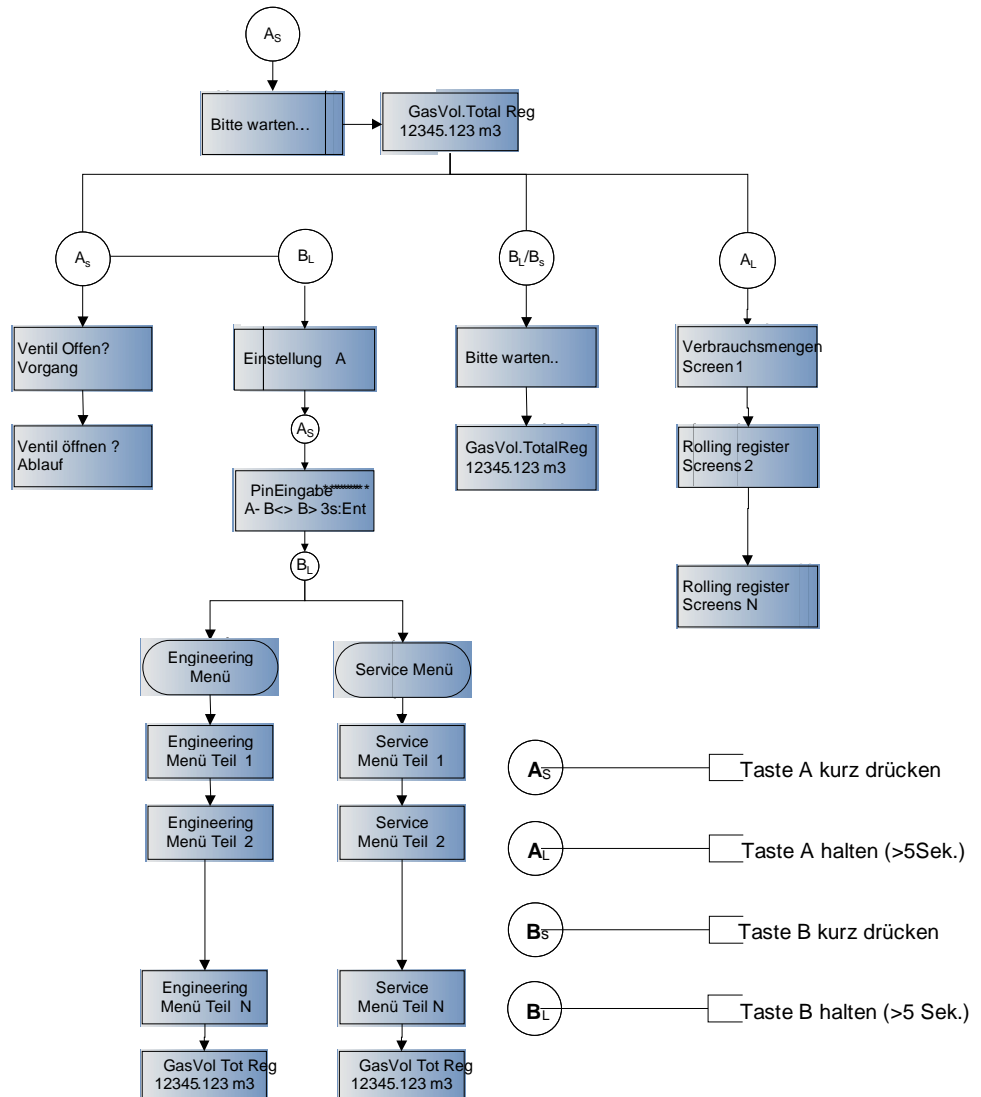 AS
Bitte warten...
GasVol.Total Reg
12345.123 m3
As
BL
BL/Bs
AL
Ventil Offen?
Vorgang
Einstellung A
Bitte warten..
Verbrauchsmengen
Screen 1
AS
Ventil öffnen ?
Ablauf
GasVol.TotalReg
12345.123 m3
Rolling register
Screens 2
PinEingabe
A- B<> B> 3s:Ent
BL
Rolling register
Screens N
Engineering
Menü
Service Menü
Engineering
Menü Teil 1
Service
Menü Teil 1
Engineering
Menü Teil 2
Service
Menü Teil 2
Engineering
Menü Teil N
Service
Menü Teil N
GasVol Tot Reg
12345.123 m3
GasVol Tot Reg
12345.123 m3
AS Taste A kurz drücken
AL Taste A halten (>5Sek.)
Bs Taste B kurz drücken
BL Taste B halten (>5 Sek.)